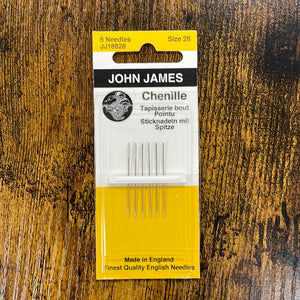 6 Needles Size 28
JJ18828
JOHN JAMES
Chenille
Tapisserie bout
Pointu
Sticknadeln mit
Spitze
Made in England
Finest Quality English Needles